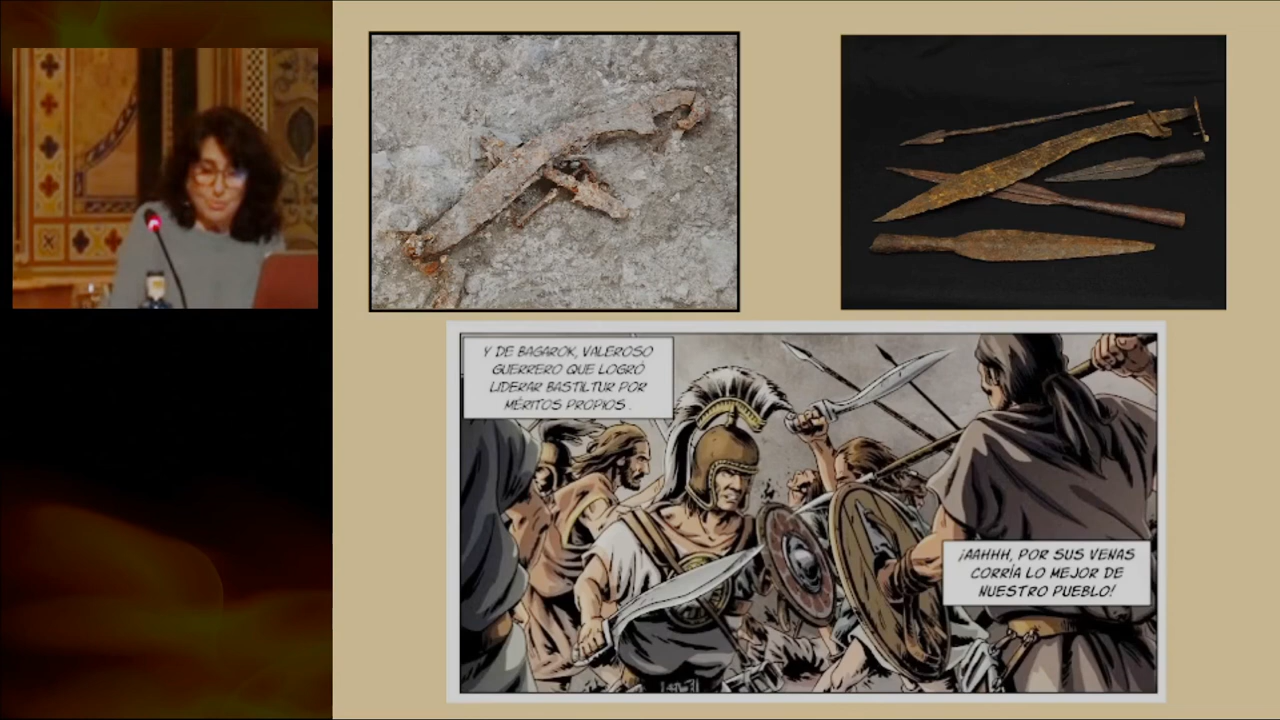 Y DE BAGAROK, VALEROSO
GUERRERO QUE LOGRÓ
LIDERAR BASTILTUR POR
MÉRITOS PROPIOS.
¡AAHHH, POR SUS VENAS
CORRÍA LO MEJOR DE
NUESTRO PUEBLO!